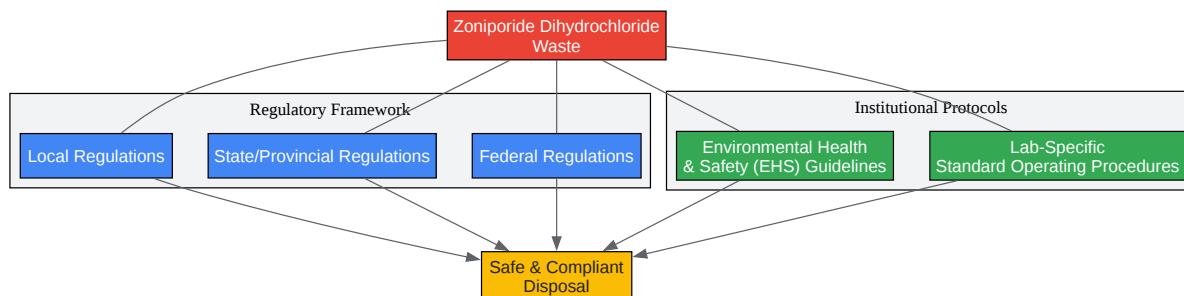 Zoniporide Dihydrochloride
Waste
Regulatory Framework
Institutional Protocols
Local Regulations
State/Provincial Regulations
Federal Regulations
Environmental Health
& Safety (EHS) Guidelines
Lab-Specific
Standard Operating Procedures
Safe & Compliant
Disposal